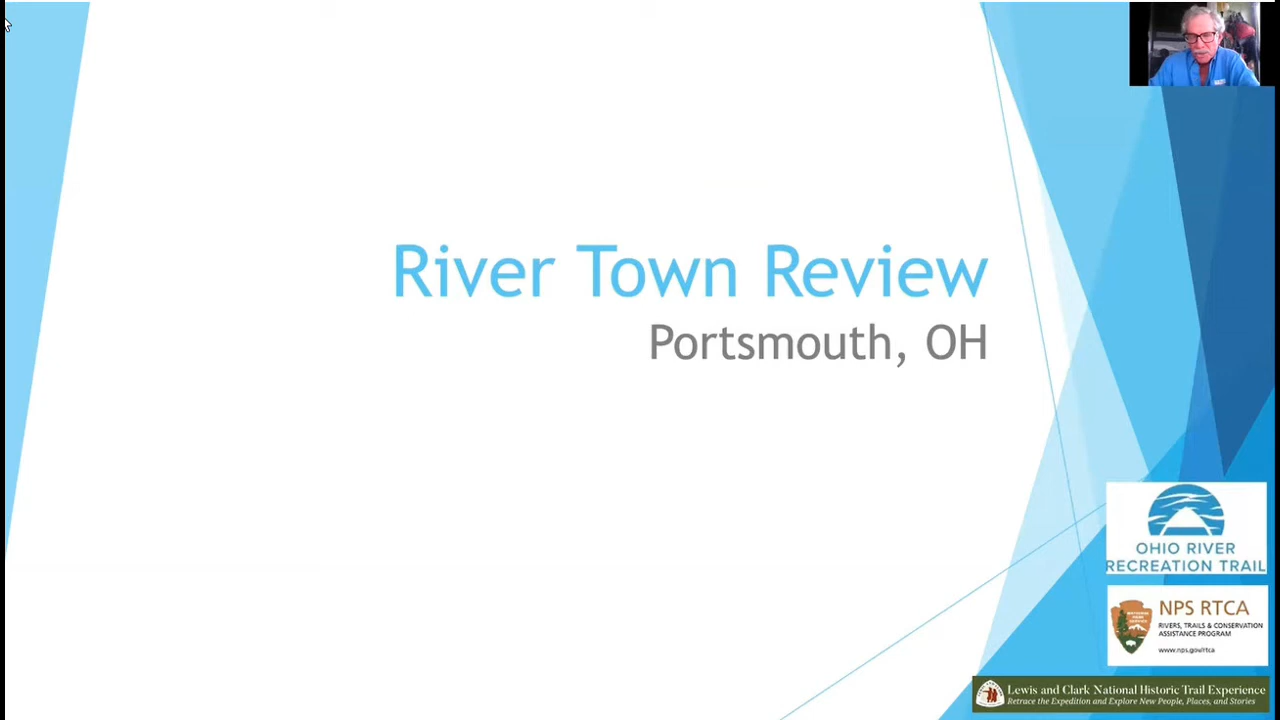 River Town Review
Portsmouth, OH
OHIO RIVER
RECREATION TRAIL
NPS RTCA
RIVERS, TRAILS & CONSERVATION
ASSISTANCE PROGRAM
www.nps.gov/rtca
Lewis and Clark National Historic Trail Experience
Retrace the Expedition and Explore New People, Places, and Stories